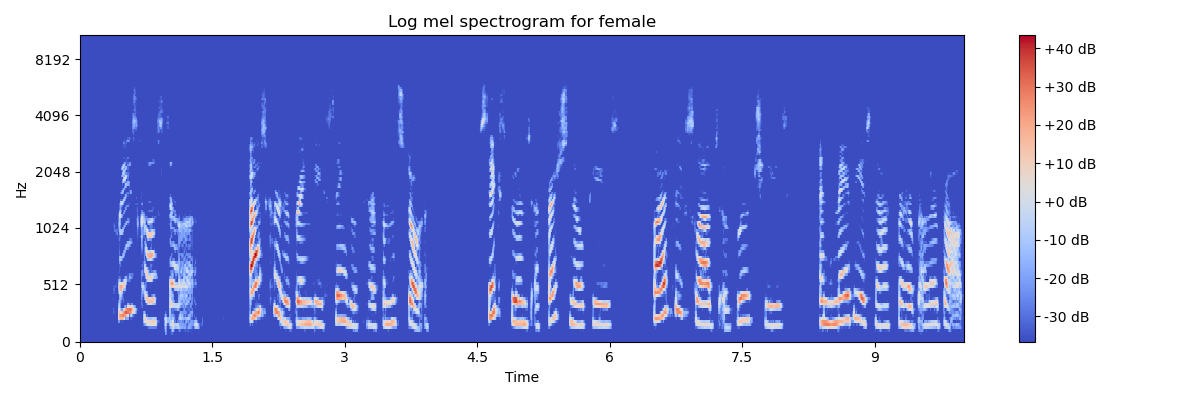 Log mel spectrogram for female
8192
4096
2048
1024
512
0
Hz
0 1.5 3 4.5 6 7.5 9
Time
+40 dB
+30 dB
+20 dB
+10 dB
+0 dB
-10 dB
-20 dB
-30 dB